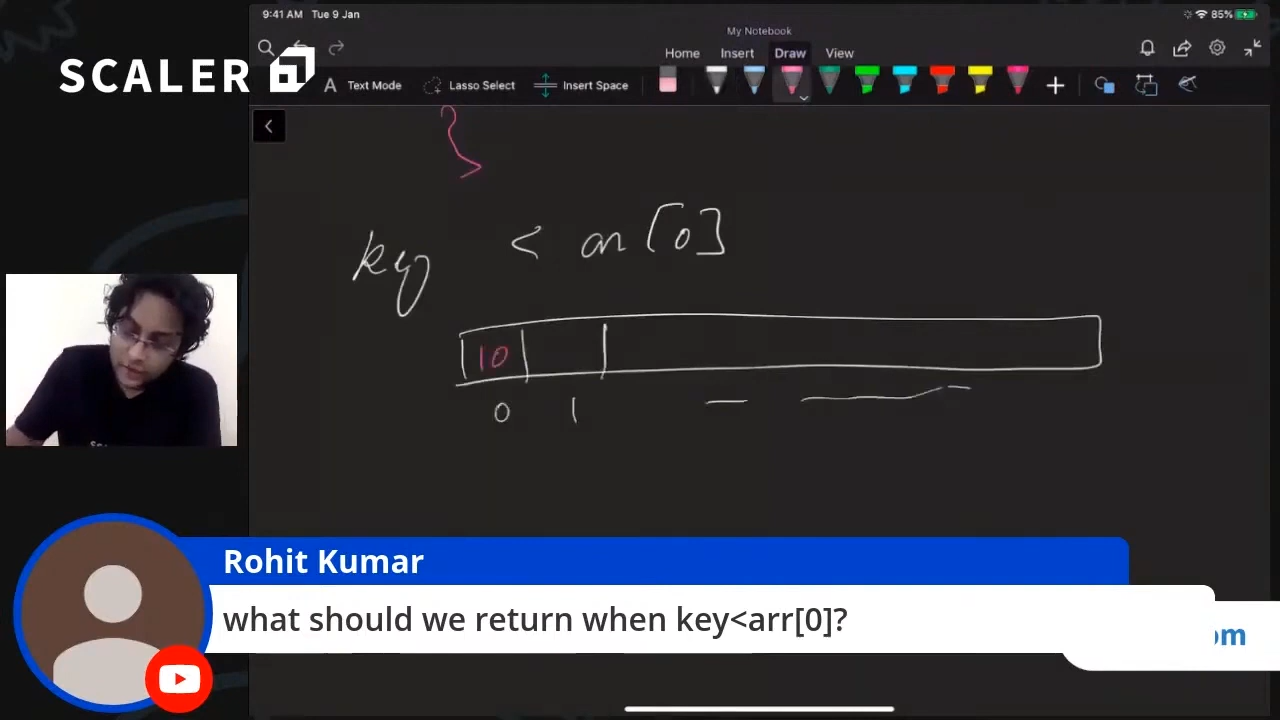 9:41 AM Tue 9 Jan
85%
My Notebook
SCALER
Home Insert Draw View
A Text Mode Lasso Select Insert Space
key < arr[0]
10
0 1
Rohit Kumar
what should we return when key<arr[0]?
om